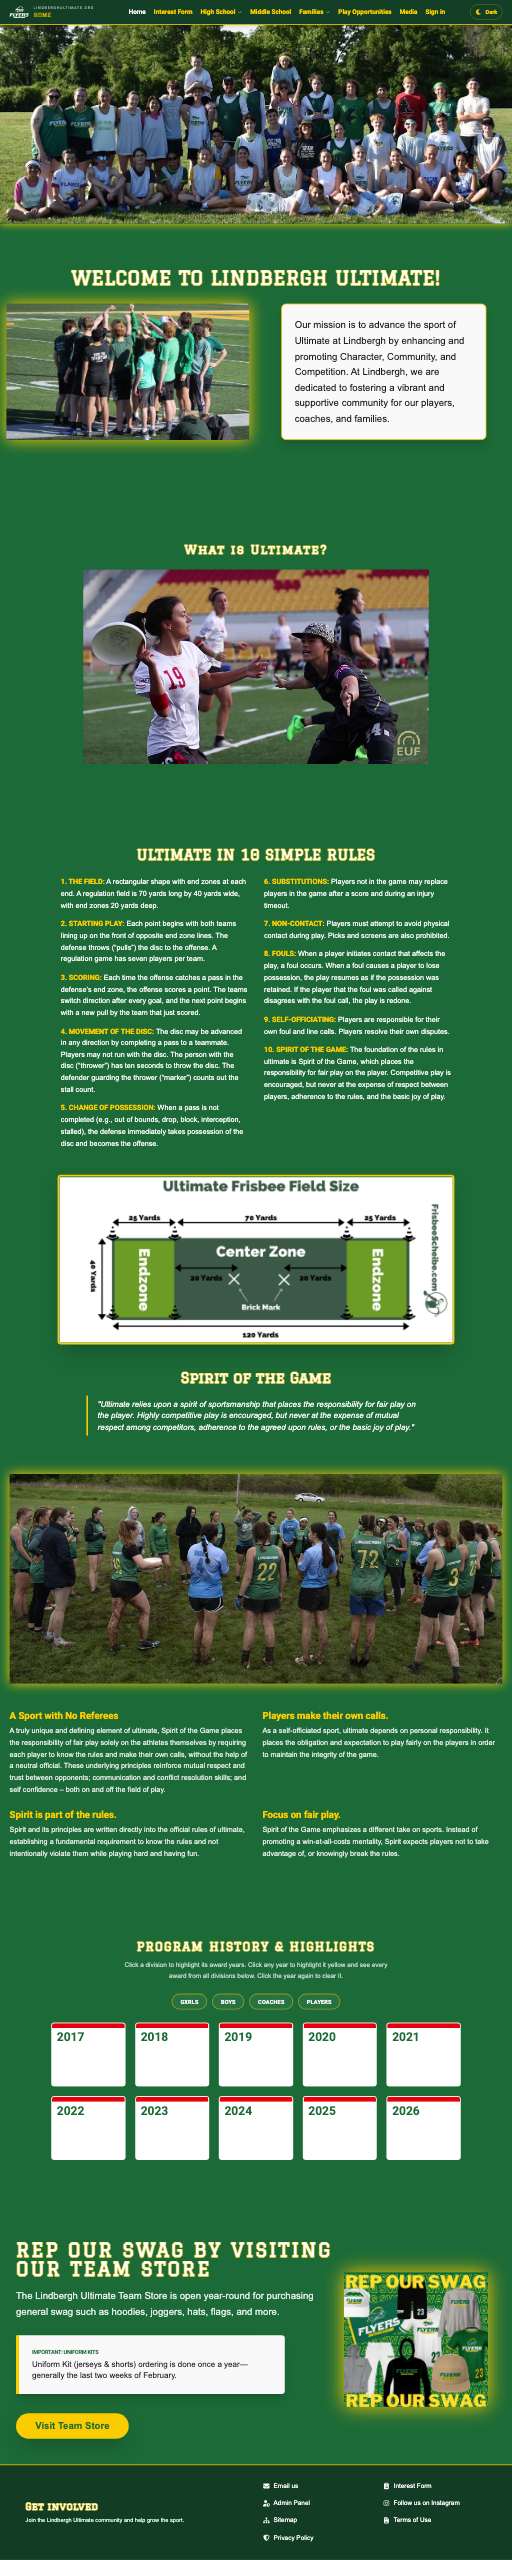 FLYERS
LINDBERGHULTIMATE.ORG
HOME
Home Interest Form High School Middle School Families Play Opportunities Media Sign in Dark
WELCOME TO LINDBERGH ULTIMATE!
Our mission is to advance the sport of
Ultimate at Lindbergh by enhancing and
promoting Character, Community, and
Competition. At Lindbergh, we are
dedicated to fostering a vibrant and
supportive community for our players,
coaches, and families.
What is Ultimate?
19
EUF
ULTIMATE IN 10 SIMPLE RULES
1. THE FIELD: A rectangular shape with end zones at each
end. A regulation field is 70 yards long by 40 yards wide,
with end zones 20 yards deep.
2. STARTING PLAY: Each point begins with both teams
lining up on the front of opposite end zone lines. The
defense throws ("pulls") the disc to the offense. A
regulation game has seven players per team.
3. SCORING: Each time the offense catches a pass in the
defense's end zone, the offense scores a point. The teams
switch direction after every goal, and the next point begins
with a new pull by the team that just scored.
4. MOVEMENT OF THE DISC: The disc may be advanced
in any direction by completing a pass to a teammate.
Players may not run with the disc. The person with the
disc ("thrower") has ten seconds to throw the disc. The
defender guarding the thrower ("marker") counts out the
stall count.
5. CHANGE OF POSSESSION: When a pass is not
completed (e.g., out of bounds, drop, block, interception,
stalled), the defense immediately takes possession of the
disc and becomes the offense.
6. SUBSTITUTIONS: Players not in the game may replace
players in the game after a score and during an injury
timeout.
7. NON-CONTACT: Players must attempt to avoid physical
contact during play. Picks and screens are also prohibited.
8. FOULS: When a player initiates contact that affects the
play, a foul occurs. When a foul causes a player to lose
possession, the play resumes as if the possession was
retained. If the player that the foul was called against
disagrees with the foul call, the play is redone.
9. SELF-OFFICIATING: Players are responsible for their
own foul and line calls. Players resolve their own disputes.
10. SPIRIT OF THE GAME: The foundation of the rules in
ultimate is Spirit of the Game, which places the
responsibility for fair play on the player. Competitive play is
encouraged, but never at the expense of respect between
players, adherence to the rules, and the basic joy of play.
Ultimate Frisbee Field Size
25 Yards 70 Yards 25 Yards
40 Yards
Endzone
Center Zone
20 Yards 20 Yards
Brick Mark
Endzone
120 Yards
FrisbeeScheibe.com
Spirit of the Game
"Ultimate relies upon a spirit of sportsmanship that places the responsibility for fair play on
the player. Highly competitive play is encouraged, but never at the expense of mutual
respect among competitors, adherence to the agreed upon rules, or the basic joy of play."
22
72
3
A Sport with No Referees
A truly unique and defining element of ultimate, Spirit of the Game places
the responsibility of fair play solely on the athletes themselves by requiring
each player to know the rules and make their own calls, without the help of
a neutral official. These underlying principles reinforce mutual respect and
trust between opponents; communication and conflict resolution skills; and
self confidence – both on and off the field of play.
Players make their own calls.
As a self-officiated sport, ultimate depends on personal responsibility. It
places the obligation and expectation to play fairly on the players in order
to maintain the integrity of the game.
Spirit is part of the rules.
Spirit and its principles are written directly into the official rules of ultimate,
establishing a fundamental requirement to know the rules and not
intentionally violate them while playing hard and having fun.
Focus on fair play.
Spirit of the Game emphasizes a different take on sports. Instead of
promoting a win-at-all-costs mentality, Spirit expects players not to take
advantage of, or knowingly break the rules.
PROGRAM HISTORY & HIGHLIGHTS
Click a division to highlight its award years. Click any year to highlight it yellow and see every
award from all divisions below. Click the year again to clear it.
GIRLS BOYS COACHES PLAYERS
2017 2018 2019 2020 2021
2022 2023 2024 2025 2026
REP OUR SWAG BY VISITING
OUR TEAM STORE
The Lindbergh Ultimate Team Store is open year-round for purchasing
general swag such as hoodies, joggers, hats, flags, and more.
IMPORTANT: UNIFORM KITS
Uniform Kit (jerseys & shorts) ordering is done once a year—
generally the last two weeks of February.
Visit Team Store
REP OUR SWAG
23
FLYERS
23
REP OUR SWAG
Get Involved
Join the Lindbergh Ultimate community and help grow the sport.
Email us
Admin Panel
Sitemap
Privacy Policy
Interest Form
Follow us on Instagram
Terms of Use